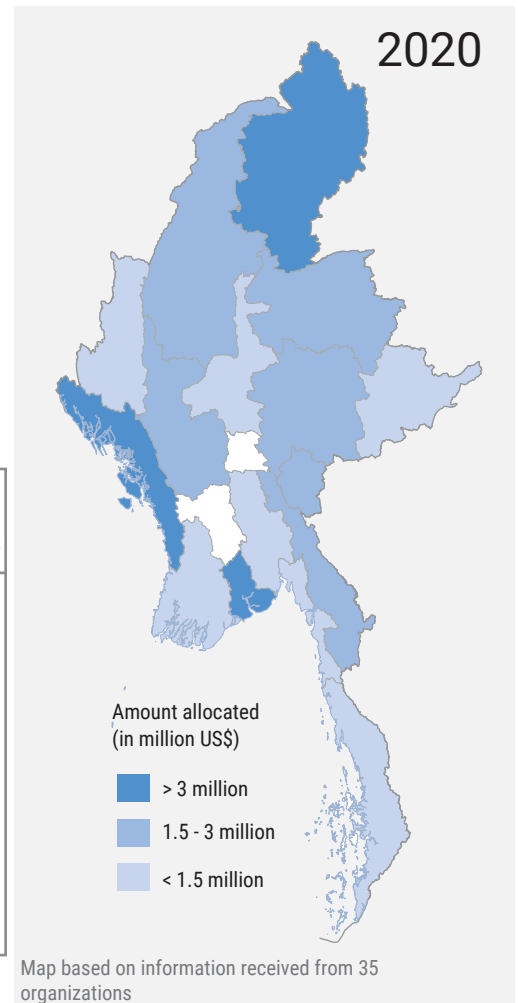 2020
Amount allocated
(in million US$)
> 3 million
1.5 - 3 million
< 1.5 million
Map based on information received from 35
organizations